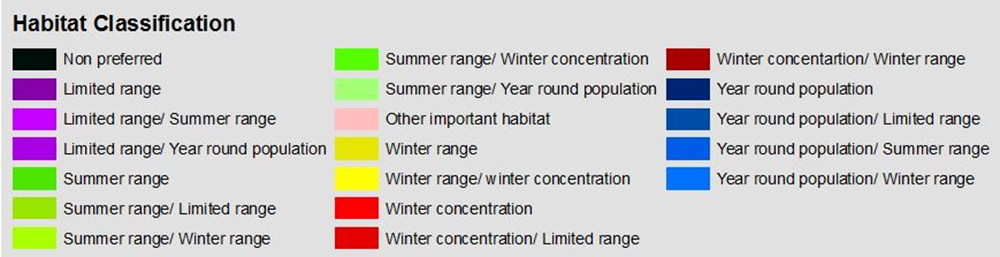 Habitat Classification
Non preferred
Limited range
Limited range/ Summer range
Limited range/ Year round population
Summer range
Summer range/ Limited range
Summer range/ Winter range
Summer range/ Winter concentration
Summer range/ Year round population
Other important habitat
Winter range
Winter range/ winter concentration
Winter concentration
Winter concentration/ Limited range
Winter concentartion/ Winter range
Year round population
Year round population/ Limited range
Year round population/ Summer range
Year round population/ Winter range